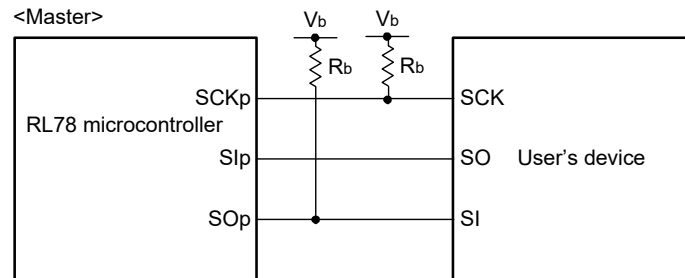 <Master>
Vb Vb
Rb Rb
SCKp SCK
RL78 microcontroller
SIp SO User's device
SOp SI